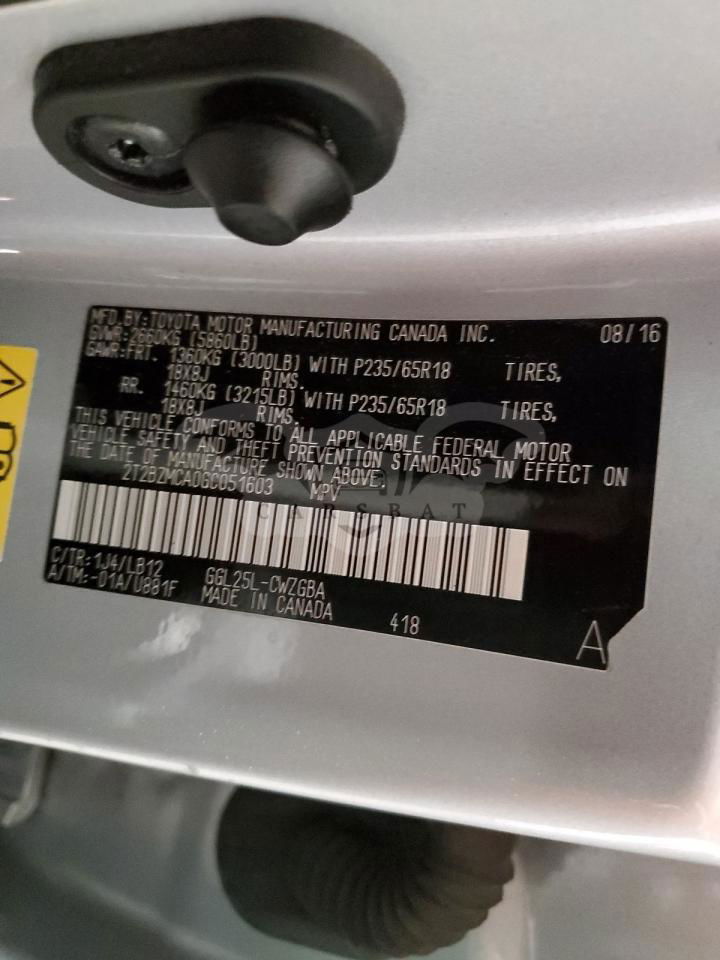 MFD.BY:TOYOTA MOTOR MANUFACTURING CANADA INC. 08/16
GVWR:2660KG (5860LB)
GAWR:FRT. 1360KG (3000LB) WITH P235/65R18 TIRES,
18X8J RIMS.
RR. 1460KG (3215LB) WITH P235/65R18 TIRES,
18X8J RIMS.
THIS VEHICLE CONFORMS TO ALL APPLICABLE FEDERAL MOTOR
VEHICLE SAFETY AND THEFT PREVENTION STANDARDS IN EFFECT ON
THE DATE OF MANUFACTURE SHOWN ABOVE.
2T2BZMCA0GC051603 MPV
CARSBAT
C/TR:1J4/LB12 GGL25L-CWZGBA
A/TM:-01A/U881F MADE IN CANADA 418
A